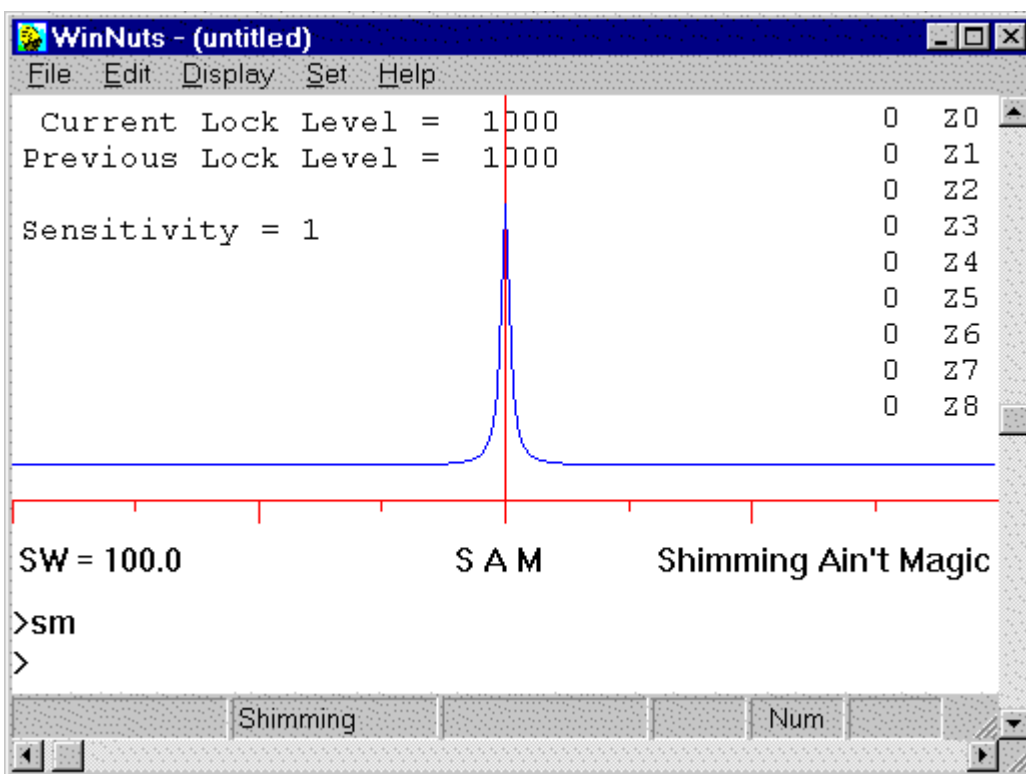 WinNuts - (untitled)
File Edit Display Set Help
Current Lock Level = 1000 0 z0
Previous Lock Level = 1000 0 z1
0 z2
Sensitivity = 1 0 z3
0 z4
0 z5
0 z6
0 z7
0 z8
SW = 100.0 S A M Shimming Ain't Magic
>sm
>
Shimming Num